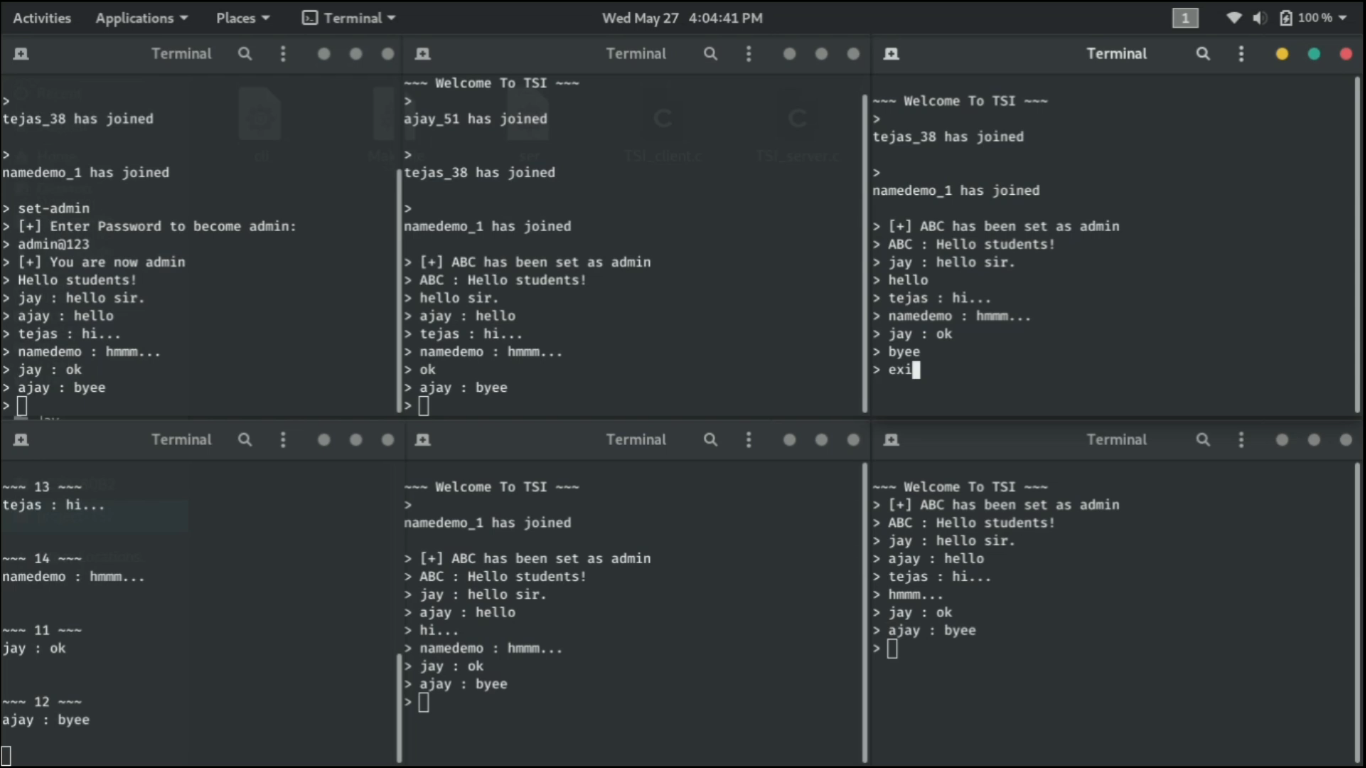 Activities Applications Places Terminal Wed May 27 4:04:41 PM 1 100 %
Terminal
>
tejas_38 has joined
>
namedemo_1 has joined
> set-admin
> [+] Enter Password to become admin:
> admin@123
> [+] You are now admin
> Hello students!
> jay : hello sir.
> ajay : hello
> tejas : hi...
> namedemo : hmmm...
> jay : ok
> ajay : byee
>
Terminal
~~~ Welcome To TSI ~~~
>
ajay_51 has joined
>
tejas_38 has joined
>
namedemo_1 has joined
> [+] ABC has been set as admin
> ABC : Hello students!
> hello sir.
> ajay : hello
> tejas : hi...
> namedemo : hmmm...
> ok
> ajay : byee
>
TSI_client.c
TSI_server.c
Terminal
~~~ Welcome To TSI ~~~
>
tejas_38 has joined
>
namedemo_1 has joined
> [+] ABC has been set as admin
> ABC : Hello students!
> jay : hello sir.
> hello
> tejas : hi...
> namedemo : hmmm...
> jay : ok
> byee
> exi
Terminal
~~~ 13 ~~~
tejas : hi...
~~~ 14 ~~~
namedemo : hmmm...
~~~ 11 ~~~
jay : ok
~~~ 12 ~~~
ajay : byee
Terminal
~~~ Welcome To TSI ~~~
>
namedemo_1 has joined
> [+] ABC has been set as admin
> ABC : Hello students!
> jay : hello sir.
> ajay : hello
> hi...
> namedemo : hmmm...
> jay : ok
> ajay : byee
>
Terminal
~~~ Welcome To TSI ~~~
> [+] ABC has been set as admin
> ABC : Hello students!
> jay : hello sir.
> ajay : hello
> tejas : hi...
> hmmm...
> jay : ok
> ajay : byee
>